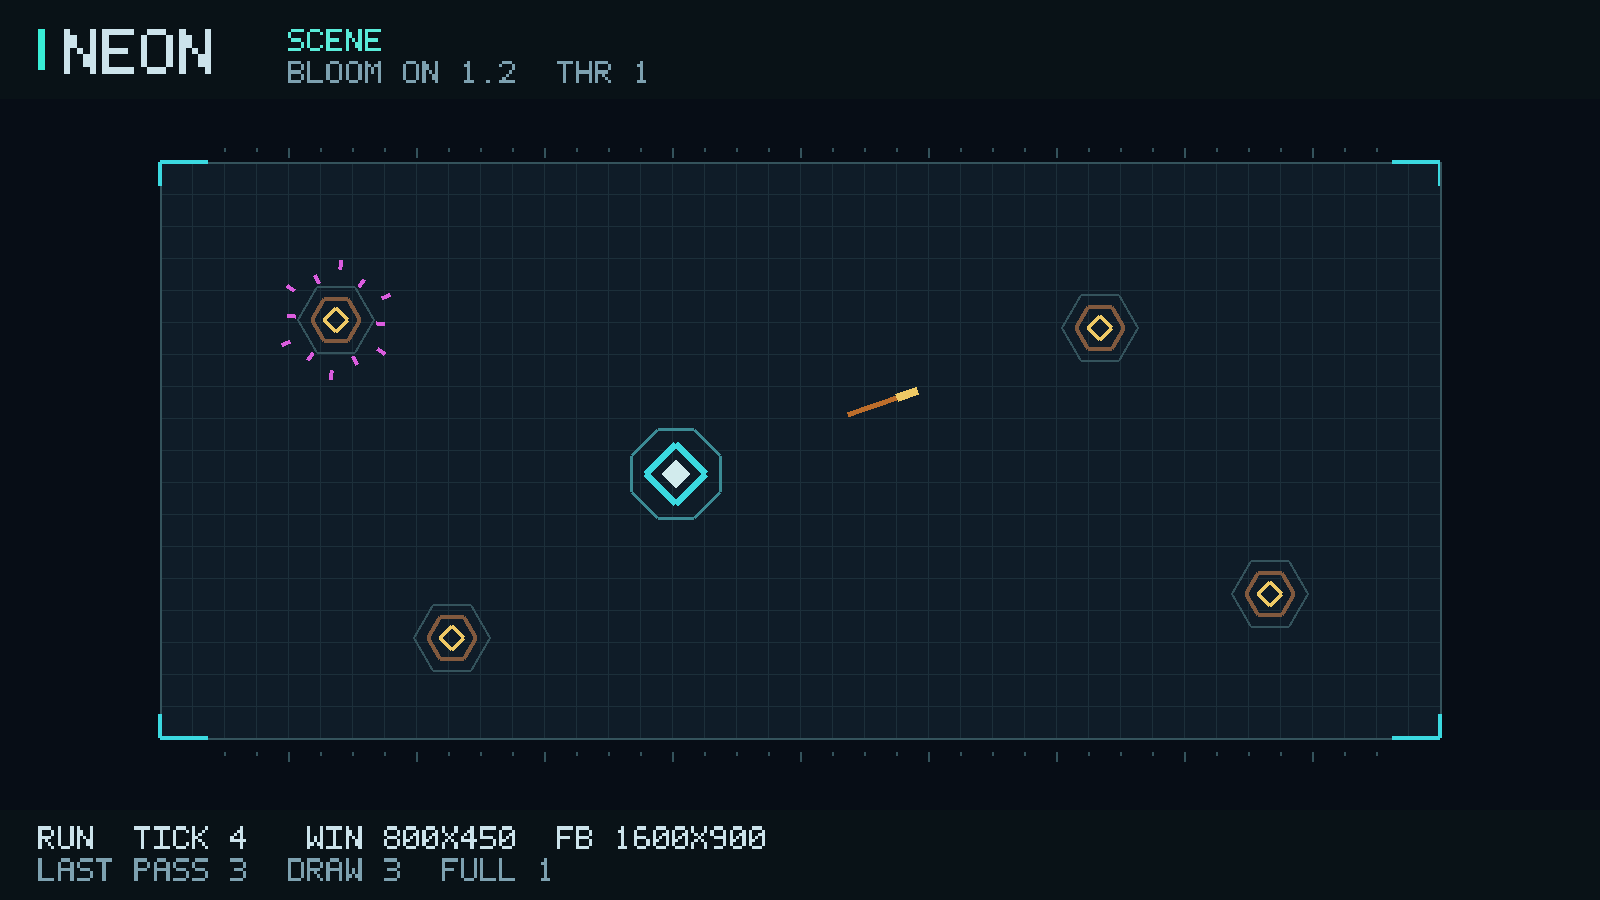 NEON
SCENE
BLOOM ON 1.2 THR 1
RUN TICK 4 WIN 800X450 FB 1600X900
LAST PASS 3 DRAW 3 FULL 1